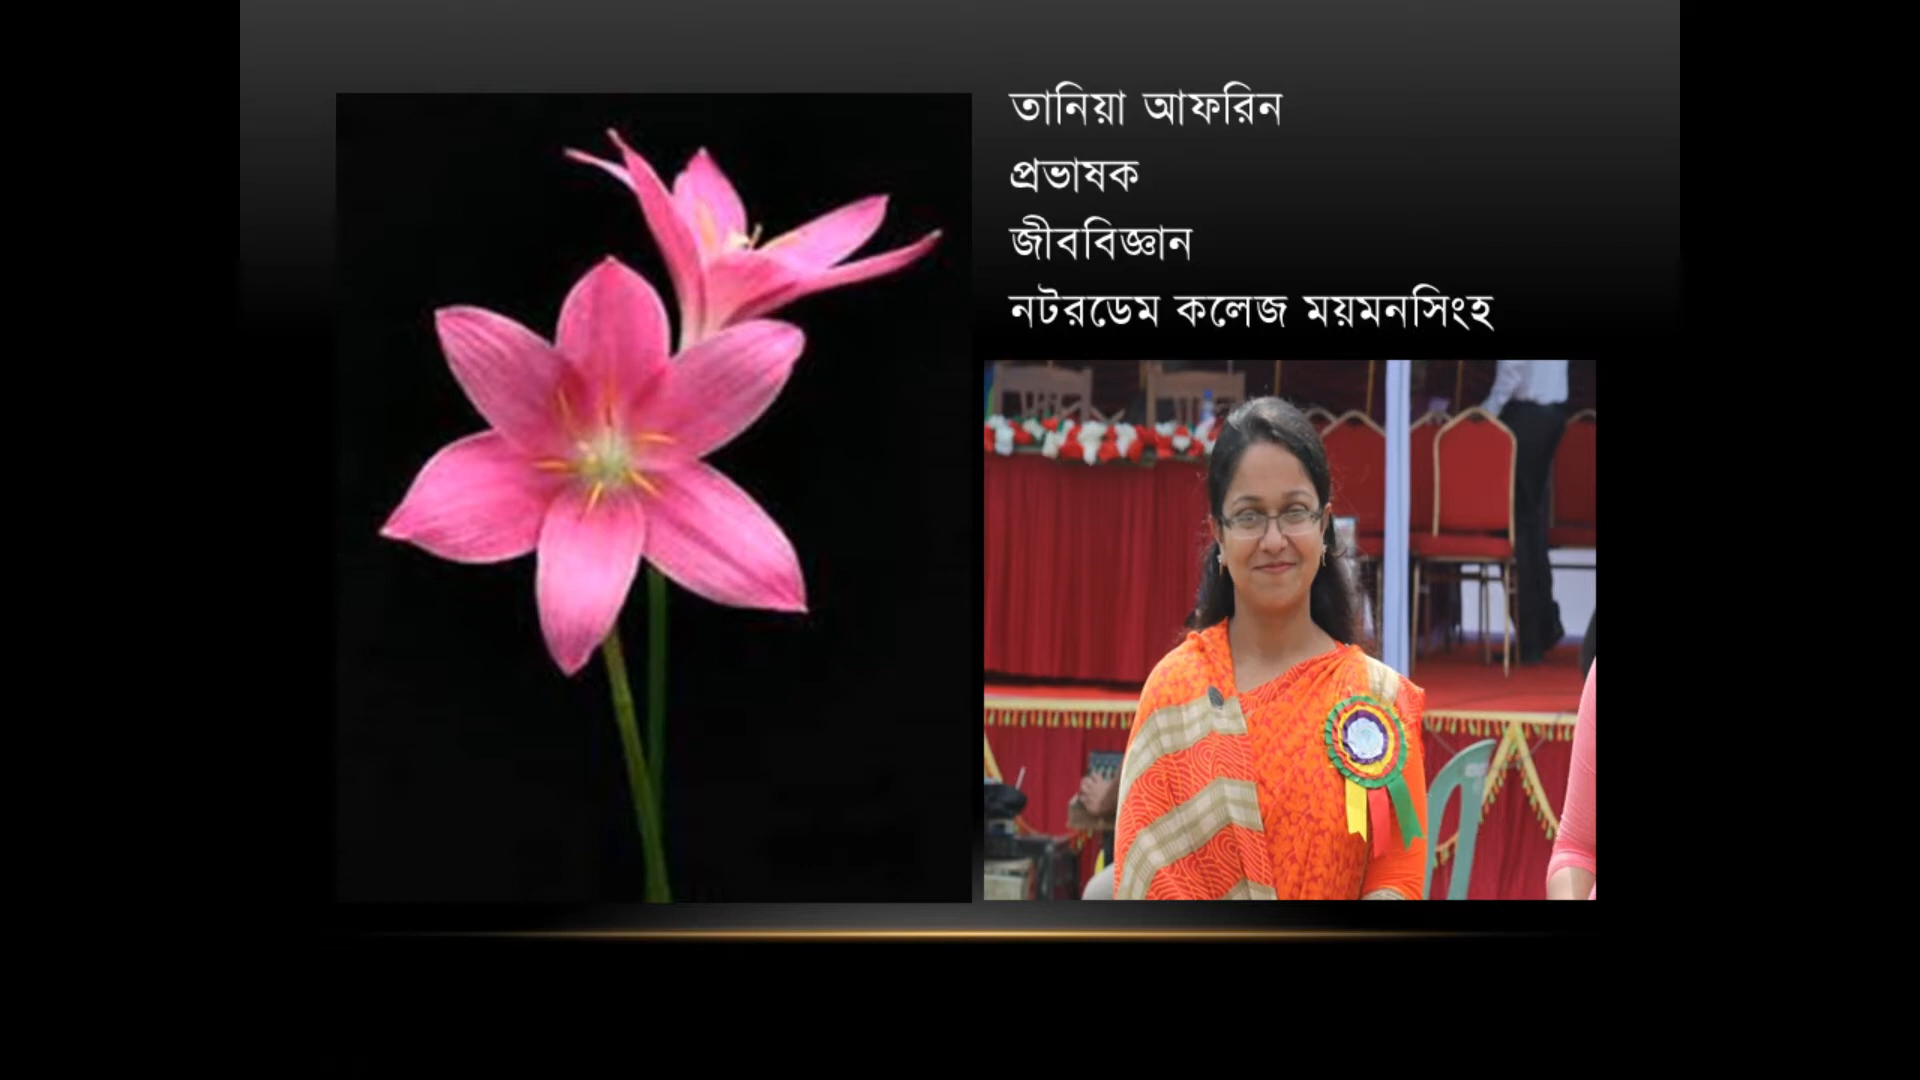 তানিয়া আফরিন
প্রভাষক
জীববিজ্ঞান
নটরডেম কলেজ ময়মনসিংহ